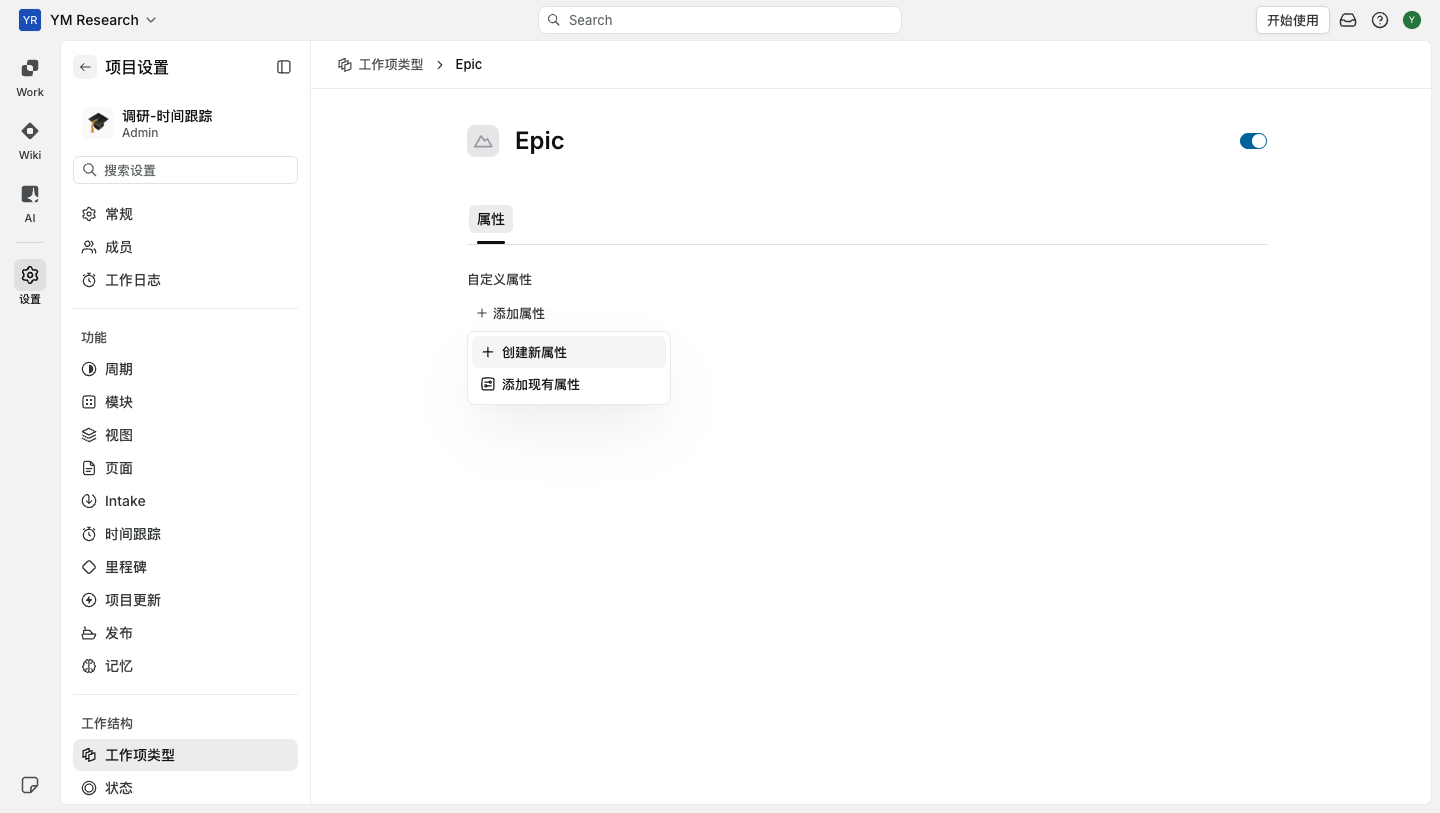 YR YM Research
Search
开始使用
Y
Work
Wiki
AI
设置
项目设置
调研-时间跟踪
Admin
搜索设置
常规
成员
工作日志
功能
周期
模块
视图
页面
Intake
时间跟踪
里程碑
项目更新
发布
记忆
工作结构
工作项类型
状态
工作项类型 > Epic
Epic
属性
自定义属性
+ 添加属性
+ 创建新属性
添加现有属性